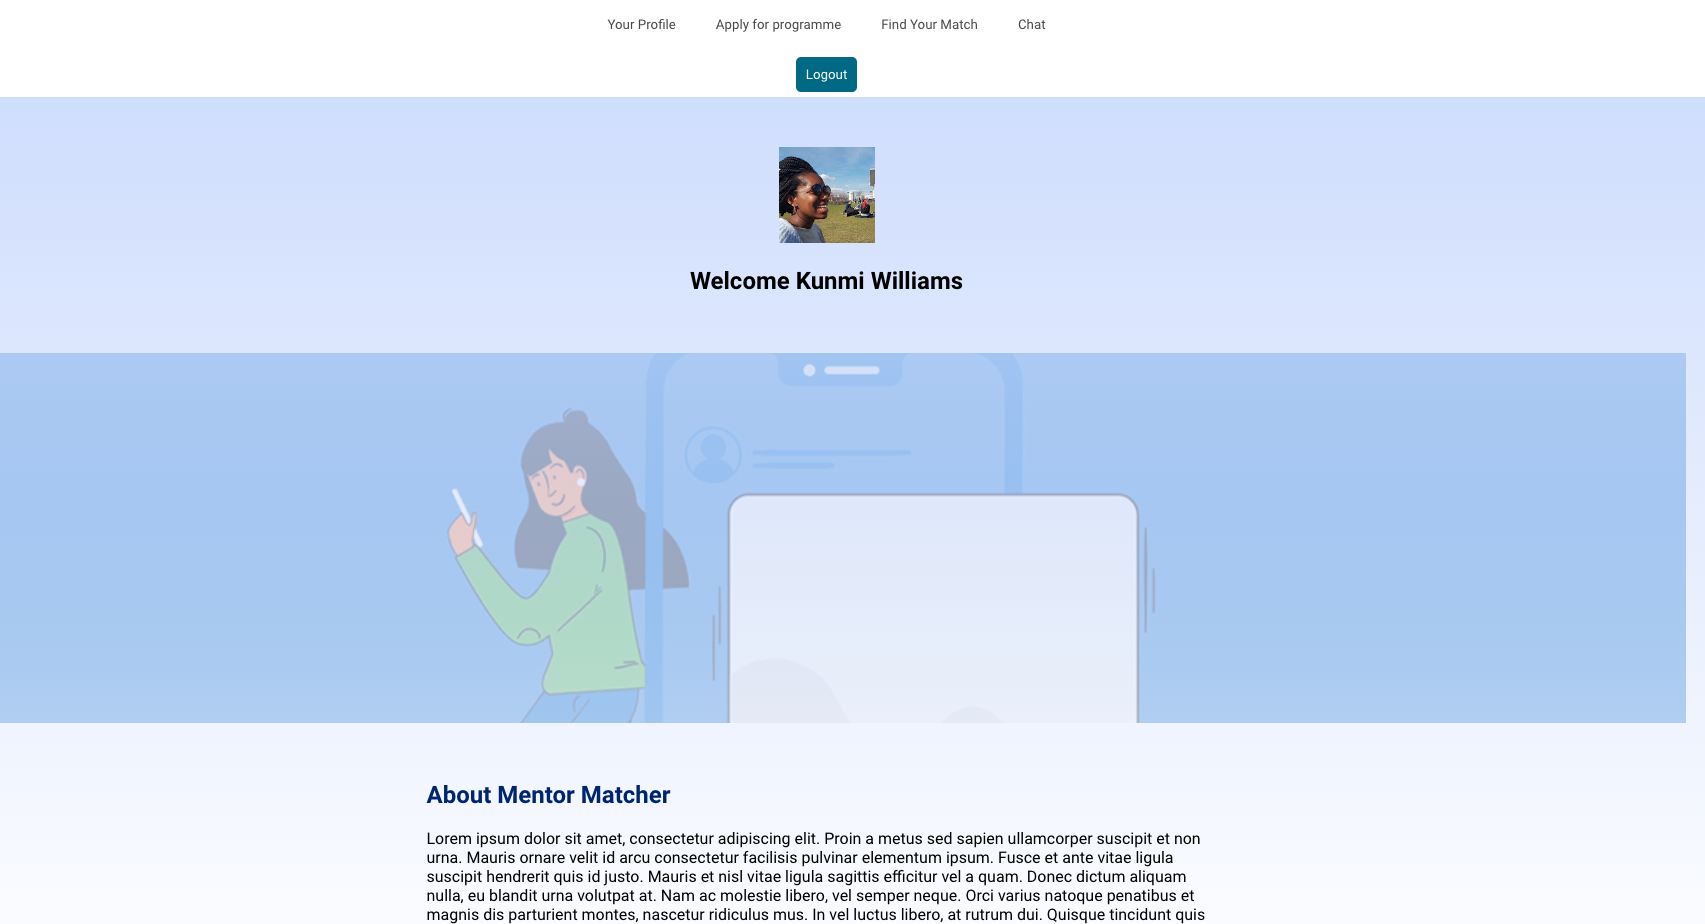 Your Profile Apply for programme Find Your Match Chat
Logout
Welcome Kunmi Williams
About Mentor Matcher
Lorem ipsum dolor sit amet, consectetur adipiscing elit. Proin a metus sed sapien ullamcorper suscipit et non
urna. Mauris ornare velit id arcu consectetur facilisis pulvinar elementum ipsum. Fusce et ante vitae ligula
suscipit hendrerit quis id justo. Mauris et nisl vitae ligula sagittis efficitur vel a quam. Donec dictum aliquam
nulla, eu blandit urna volutpat at. Nam ac molestie libero, vel semper neque. Orci varius natoque penatibus et
magnis dis parturient montes, nascetur ridiculus mus. In vel luctus libero, at rutrum dui. Quisque tincidunt quis